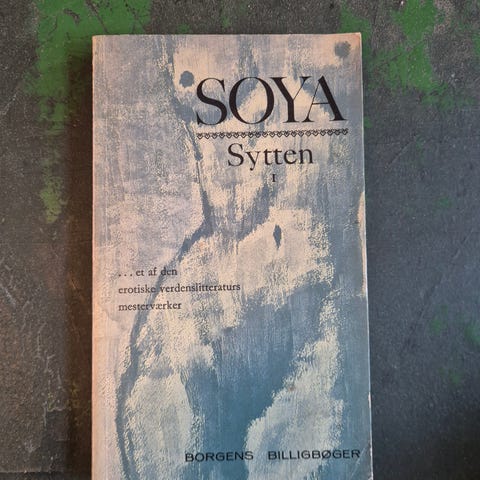 SOYA
Sytten
I
... et af den
erotiske verdenslitteraturs
mesterværker
BORGENS BILLIGBØGER